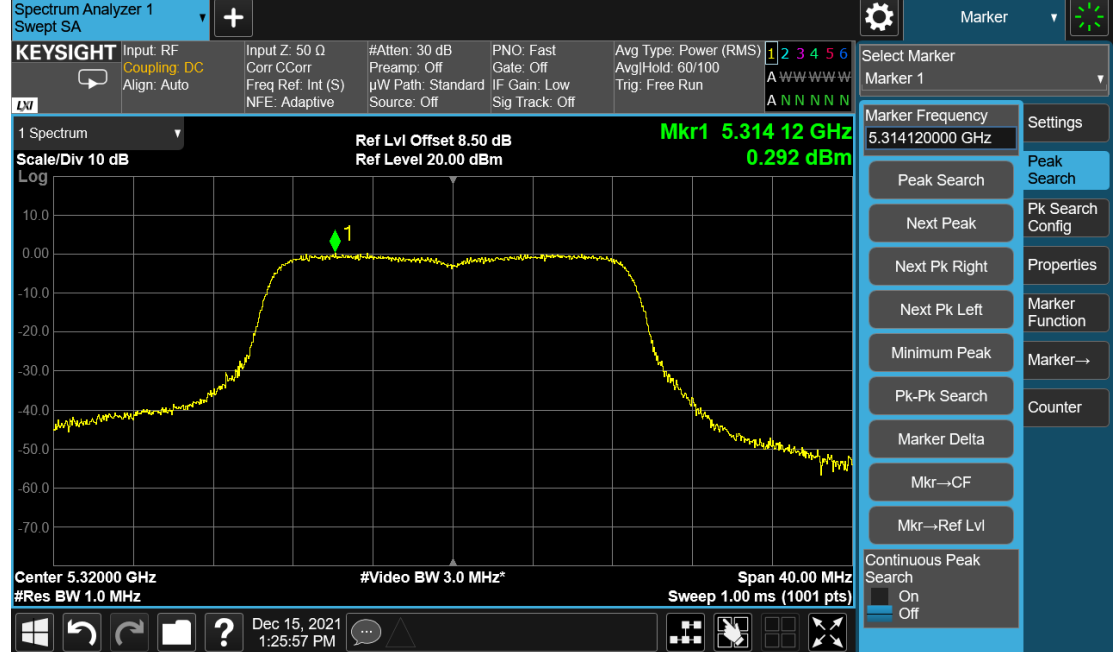 Spectrum Analyzer 1
Swept SA
Marker
KEYSIGHT
LXI
Input: RF
Coupling: DC
Align: Auto
Input Z: 50 Ω
Corr CCorr
Freq Ref: Int (S)
NFE: Adaptive
#Atten: 30 dB
Preamp: Off
µW Path: Standard
Source: Off
PNO: Fast
Gate: Off
IF Gain: Low
Sig Track: Off
Avg Type: Power (RMS)
Avg|Hold: 60/100
Trig: Free Run
1 2 3 4 5 6
A W W W W W
A N N N N N
Select Marker
Marker 1
1 Spectrum
Scale/Div 10 dB
Ref Lvl Offset 8.50 dB
Ref Level 20.00 dBm
Mkr1 5.314 12 GHz
0.292 dBm
Log
10.0
0.00
-10.0
-20.0
-30.0
-40.0
-50.0
-60.0
-70.0
1
Center 5.32000 GHz
#Res BW 1.0 MHz
#Video BW 3.0 MHz*
Span 40.00 MHz
Sweep 1.00 ms (1001 pts)
Marker Frequency
5.314120000 GHz
Peak Search
Next Peak
Next Pk Right
Next Pk Left
Minimum Peak
Pk-Pk Search
Marker Delta
Mkr→CF
Mkr→Ref Lvl
Continuous Peak
Search
On
Off
Settings
Peak
Search
Pk Search
Config
Properties
Marker
Function
Marker→
Counter
?
Dec 15, 2021
1:25:57 PM